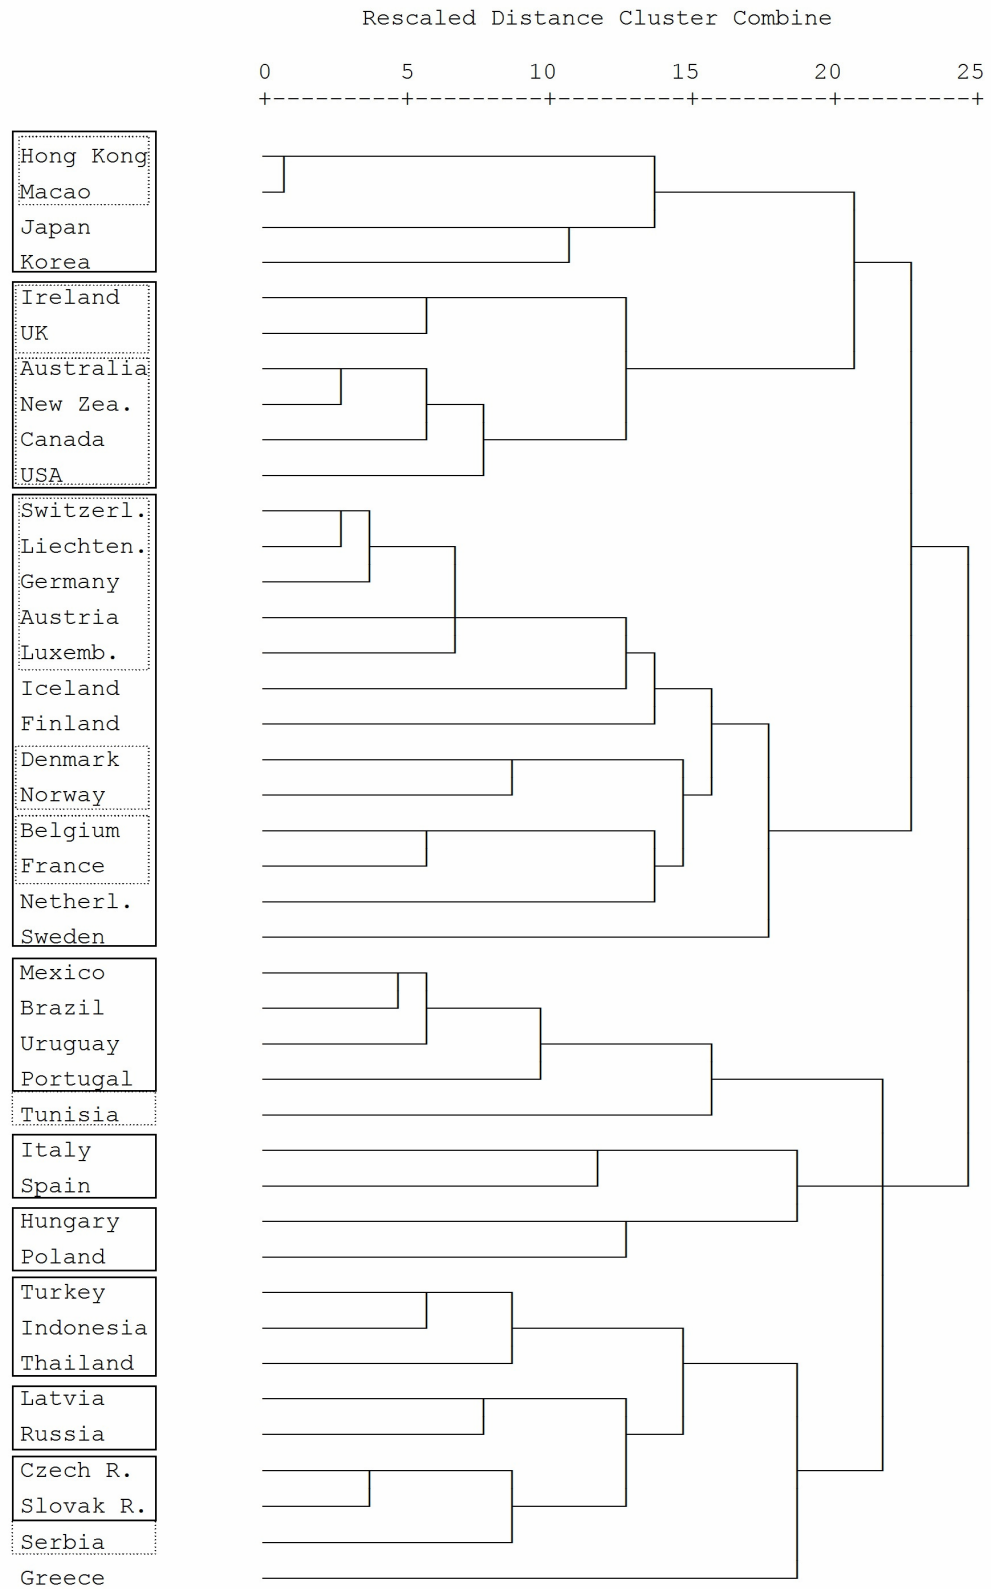 Rescaled Distance Cluster Combine
0 5 10 15 20 25
Hong Kong
Macao
Japan
Korea
Ireland
UK
Australia
New Zea.
Canada
USA
Switzerl.
Liechten.
Germany
Austria
Luxemb.
Iceland
Finland
Denmark
Norway
Belgium
France
Netherl.
Sweden
Mexico
Brazil
Uruguay
Portugal
Tunisia
Italy
Spain
Hungary
Poland
Turkey
Indonesia
Thailand
Latvia
Russia
Czech R.
Slovak R.
Serbia
Greece